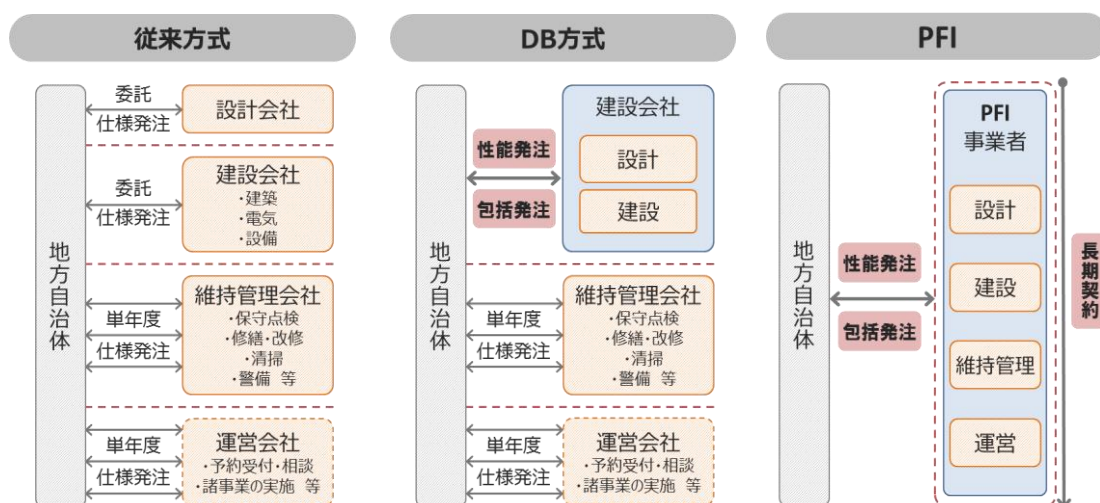 従来方式
地方自治体
委託
仕様発注
設計会社
委託
仕様発注
建設会社
・建築
・電気
・設備
単年度
仕様発注
維持管理会社
・保守点検
・修繕・改修
・清掃
・警備 等
単年度
仕様発注
運営会社
・予約受付・相談
・諸事業の実施 等
DB方式
地方自治体
性能発注
包括発注
建設会社
設計
建設
単年度
仕様発注
維持管理会社
・保守点検
・修繕・改修
・清掃
・警備 等
単年度
仕様発注
運営会社
・予約受付・相談
・諸事業の実施 等
PFI
地方自治体
性能発注
包括発注
PFI
事業者
設計
建設
維持管理
運営
長期契約